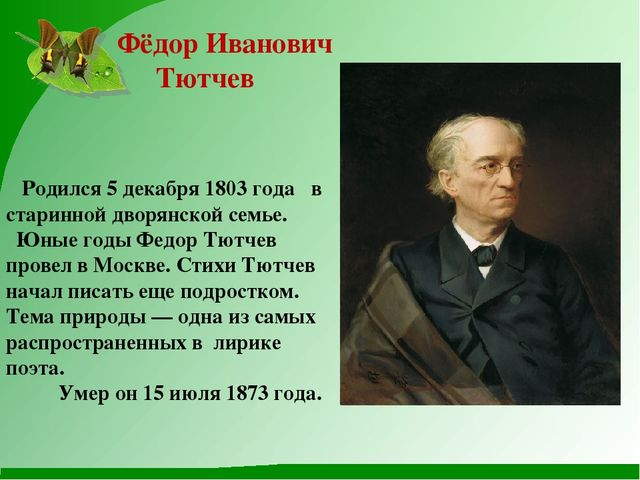 Фёдор Иванович
Тютчев
Родился 5 декабря 1803 года в
старинной дворянской семье.
Юные годы Федор Тютчев
провел в Москве. Стихи Тютчев
начал писать еще подростком.
Тема природы — одна из самых
распространенных в лирике
поэта.
Умер он 15 июля 1873 года.